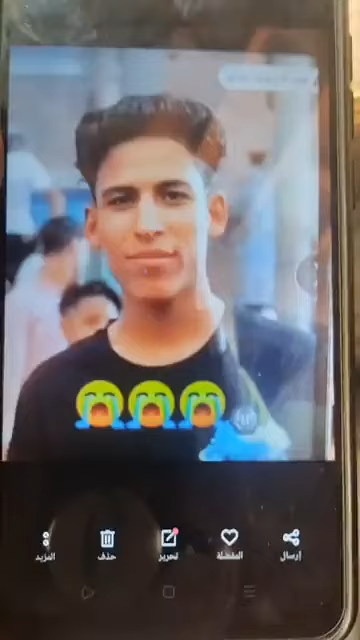 إرسال
المفضلة
تحرير
حذف
المزيد